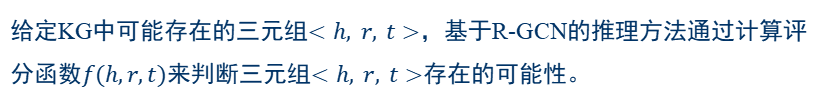 给定KG中可能存在的三元组< h, r, t >，基于R-GCN的推理方法通过计算评
分函数f(h,r,t)来判断三元组< h, r, t >存在的可能性。